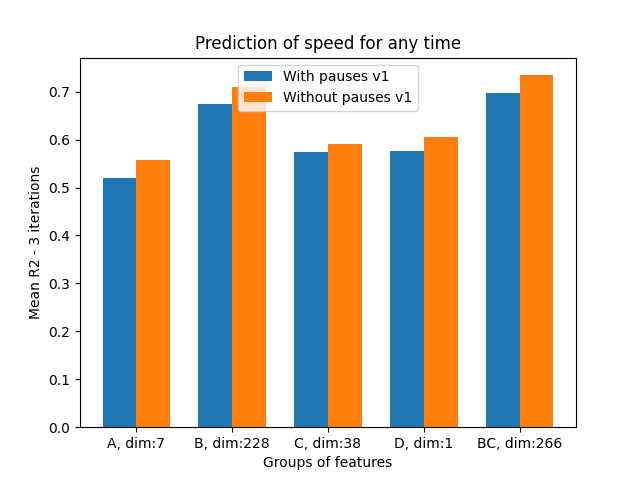 Prediction of speed for any time
With pauses v1
Without pauses v1
Mean R2 - 3 iterations
0.7
0.6
0.5
0.4
0.3
0.2
0.1
0.0
A, dim:7
B, dim:228
C, dim:38
D, dim:1
BC, dim:266
Groups of features